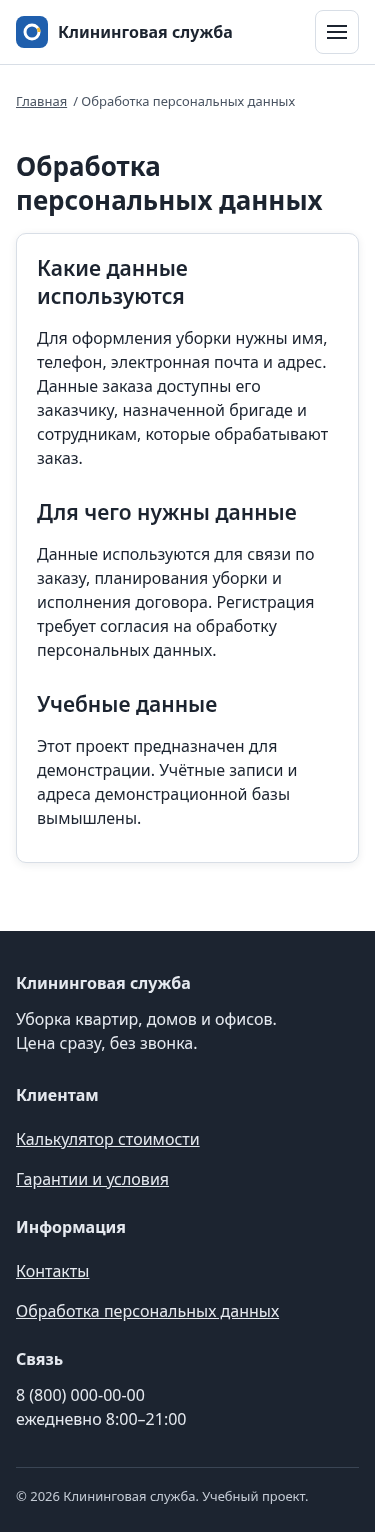 Клининговая служба
Главная / Обработка персональных данных
Обработка
персональных данных
Какие данные
используются
Для оформления уборки нужны имя,
телефон, электронная почта и адрес.
Данные заказа доступны его
заказчику, назначенной бригаде и
сотрудникам, которые обрабатывают
заказ.
Для чего нужны данные
Данные используются для связи по
заказу, планирования уборки и
исполнения договора. Регистрация
требует согласия на обработку
персональных данных.
Учебные данные
Этот проект предназначен для
демонстрации. Учётные записи и
адреса демонстрационной базы
вымышлены.
Клининговая служба
Уборка квартир, домов и офисов.
Цена сразу, без звонка.
Клиентам
Калькулятор стоимости
Гарантии и условия
Информация
Контакты
Обработка персональных данных
Связь
8 (800) 000-00-00
ежедневно 8:00–21:00
© 2026 Клининговая служба. Учебный проект.